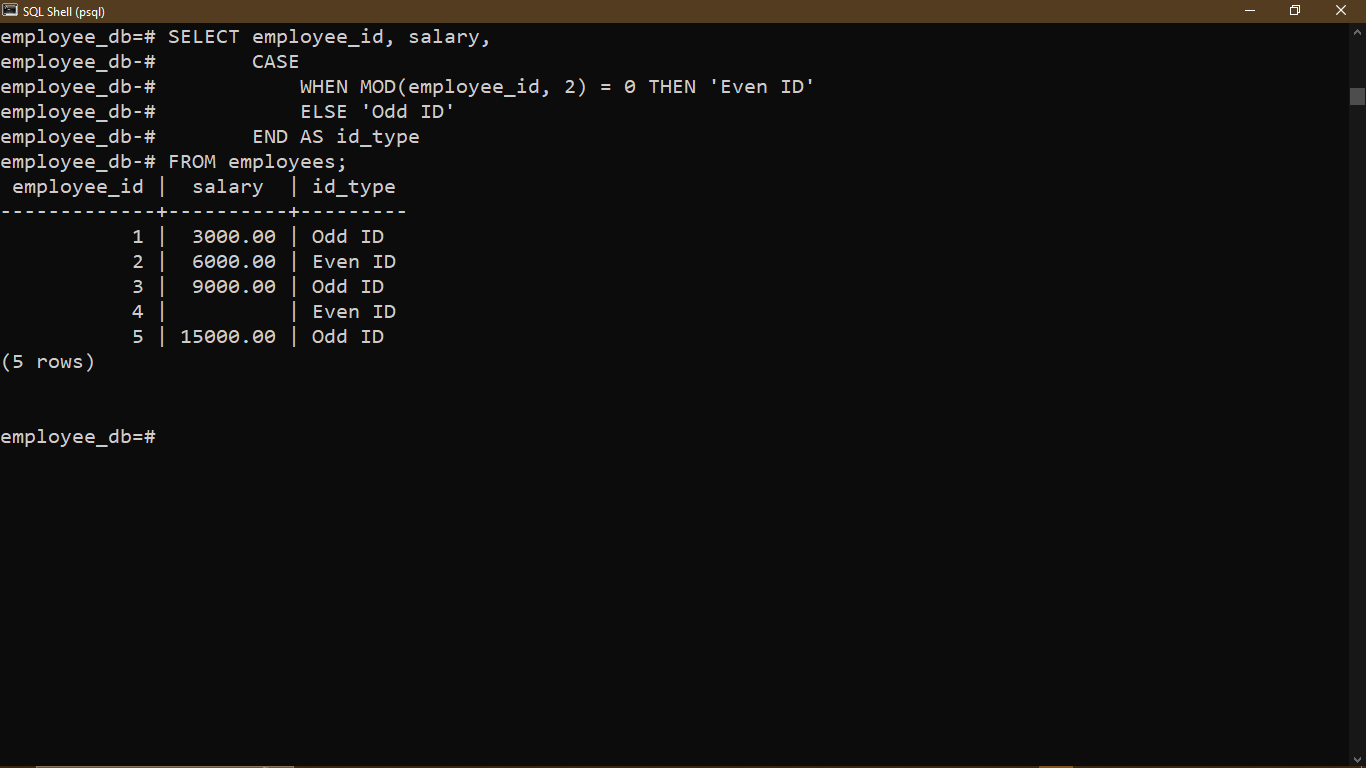 SQL Shell (psql)
employee_db=# SELECT employee_id, salary,
employee_db-#        CASE
employee_db-#            WHEN MOD(employee_id, 2) = 0 THEN 'Even ID'
employee_db-#            ELSE 'Odd ID'
employee_db-#        END AS id_type
employee_db-# FROM employees;
 employee_id |  salary  | id_type
-------------+----------+---------
           1 |  3000.00 | Odd ID
           2 |  6000.00 | Even ID
           3 |  9000.00 | Odd ID
           4 |          | Even ID
           5 | 15000.00 | Odd ID
(5 rows)
employee_db=#